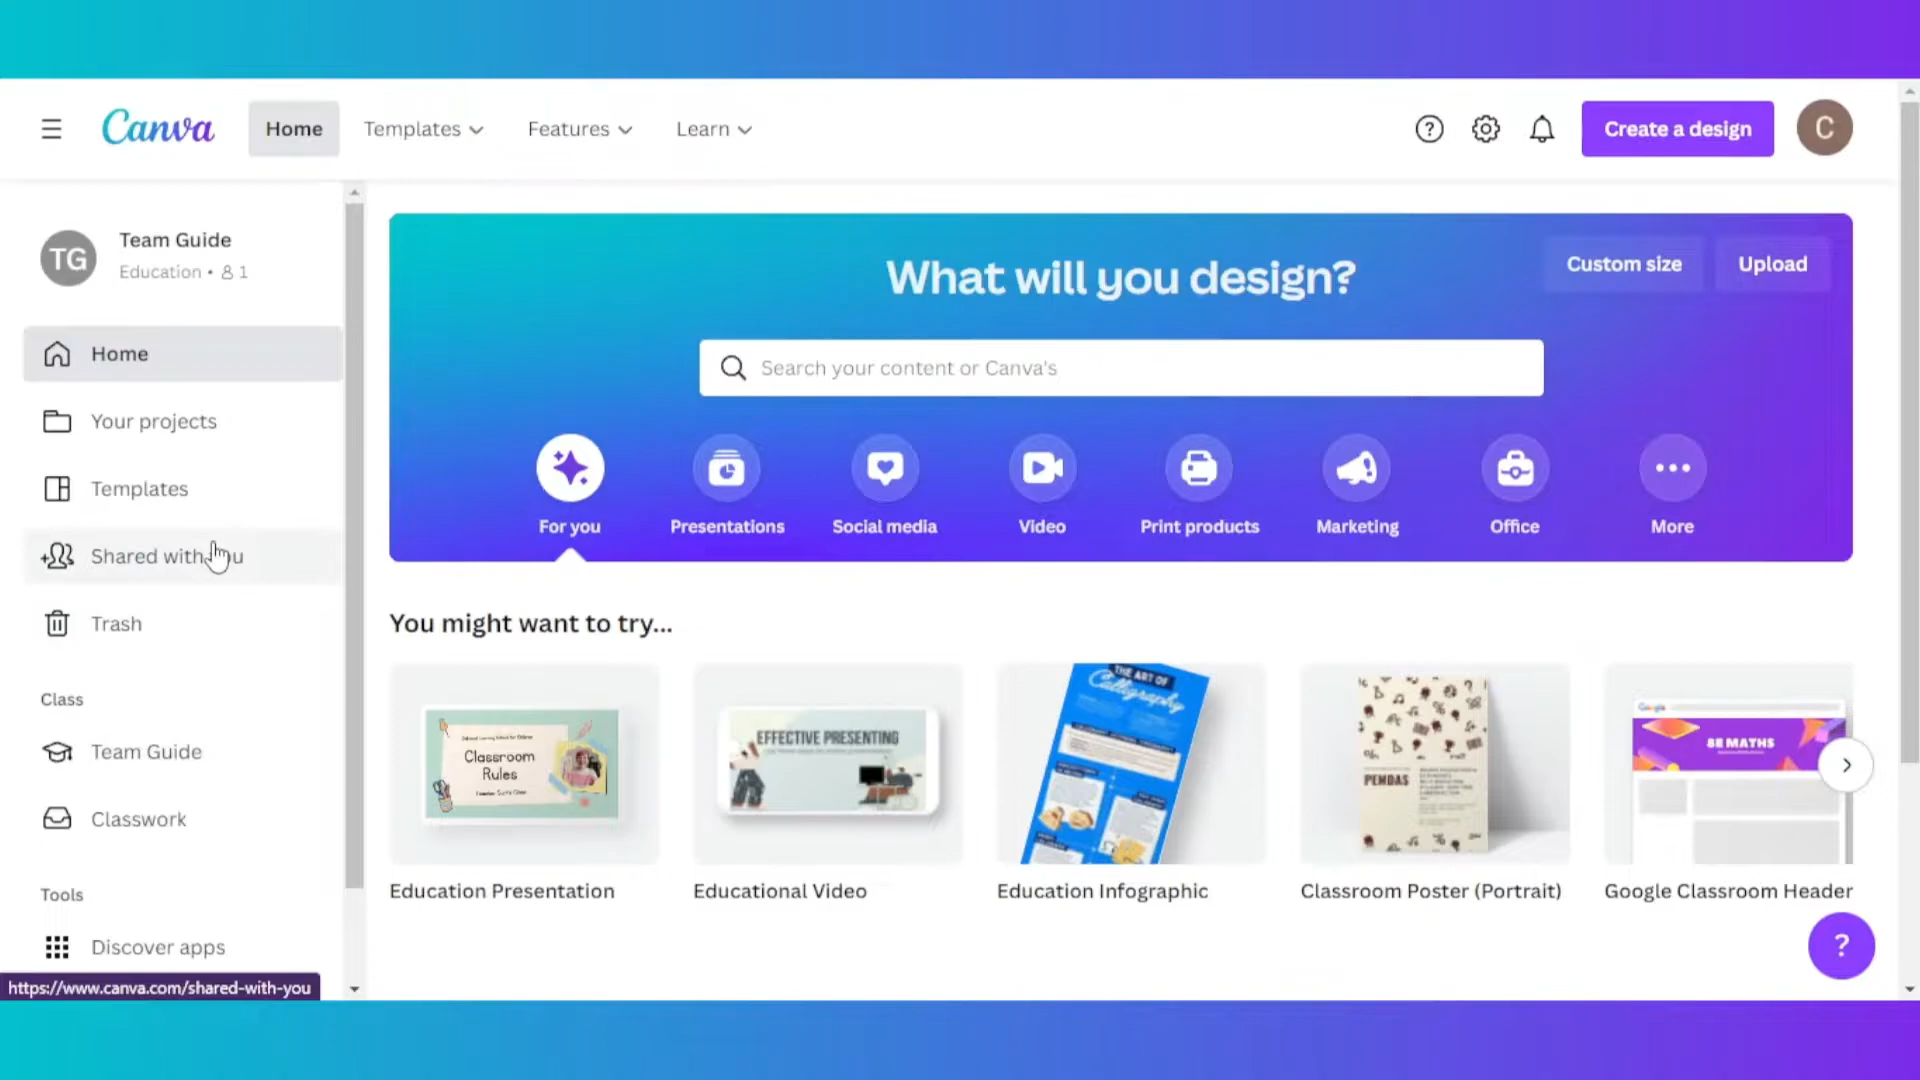 Canva
Home
Templates
Features
Learn
Create a design
C
TG
Team Guide
Education • 1
Home
Your projects
Templates
Shared with you
Trash
Class
Team Guide
Classwork
Tools
Discover apps
https://www.canva.com/shared-with-you
What will you design?
Custom size
Upload
Search your content or Canva's
For you
Presentations
Social media
Video
Print products
Marketing
Office
More
You might want to try...
Classroom
Rules
EFFECTIVE PRESENTING
THE ART OF
Calligraphy
PEMDAS
Google
8E MATHS
Education Presentation
Educational Video
Education Infographic
Classroom Poster (Portrait)
Google Classroom Header
?